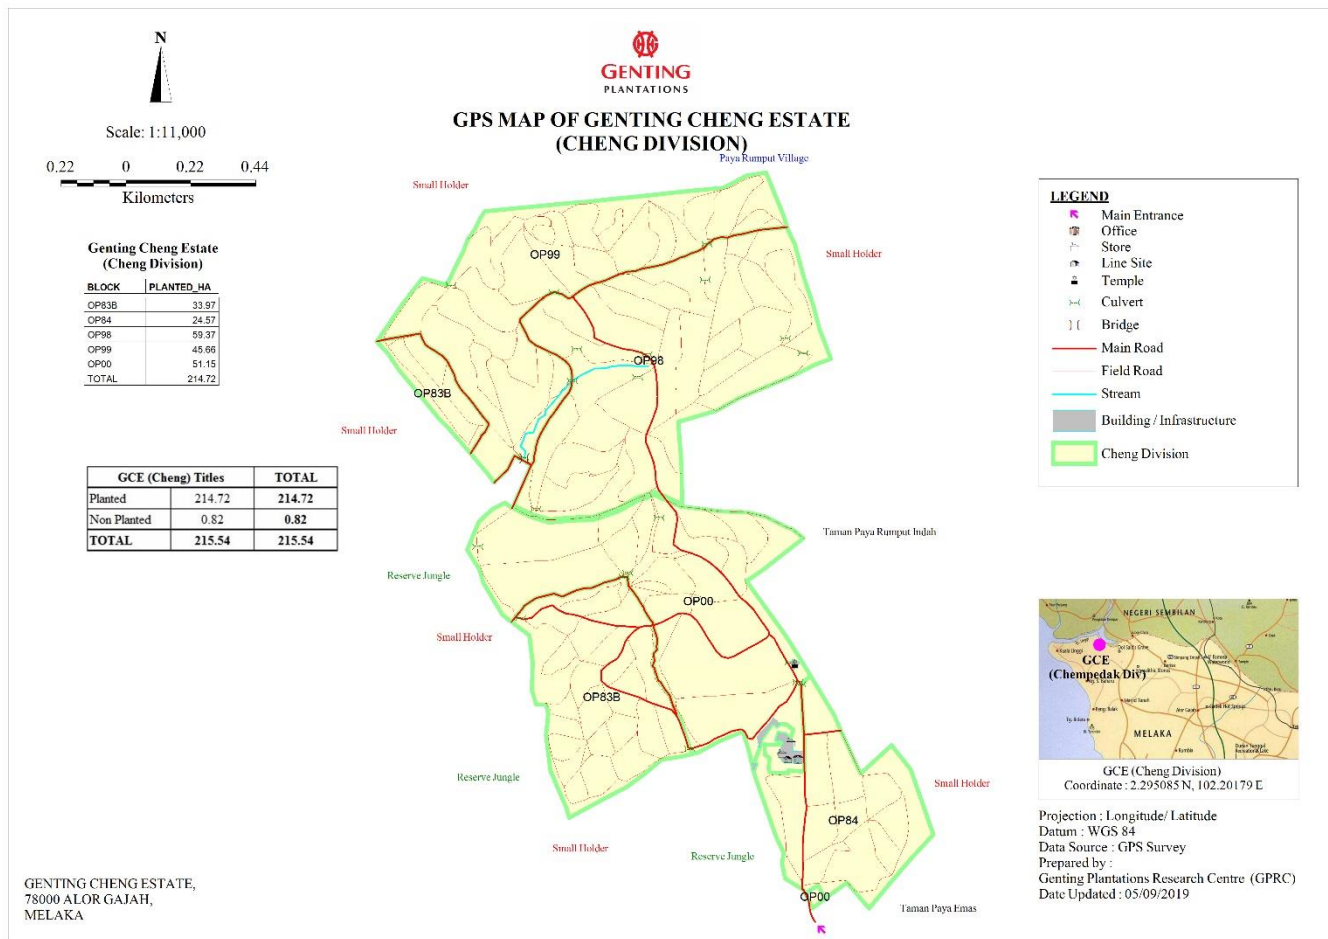 N
Scale: 1:11,000
0.22 0 0.22 0.44
Kilometers
GENTING
PLANTATIONS
GPS MAP OF GENTING CHENG ESTATE
(CHENG DIVISION)
Genting Cheng Estate
(Cheng Division)
BLOCK PLANTED_HA
OP83B 33.97
OP84 24.57
OP98 59.37
OP99 45.66
OP00 51.15
TOTAL 214.72
GCE (Cheng) Titles TOTAL
Planted 214.72 214.72
Non Planted 0.82 0.82
TOTAL 215.54 215.54
Paya Rumput Village
Small Holder
OP99
Small Holder
OP98
OP83B
Small Holder
Taman Paya Rumput Indah
Reserve Jungle
OP00
Small Holder
OP83B
Reserve Jungle
Small Holder
OP84
Small Holder
Reserve Jungle
OP00
Taman Paya Emas
LEGEND
Main Entrance
Office
Store
Line Site
Temple
Culvert
Bridge
Main Road
Field Road
Stream
Building / Infrastructure
Cheng Division
NEGERI SEMBILAN
GCE
(Chempedak Div)
MELAKA
GCE (Cheng Division)
Coordinate : 2.295085 N, 102.20179 E
Projection : Longitude/ Latitude
Datum : WGS 84
Data Source : GPS Survey
Prepared by :
Genting Plantations Research Centre (GPRC)
Date Updated : 05/09/2019
GENTING CHENG ESTATE,
78000 ALOR GAJAH,
MELAKA